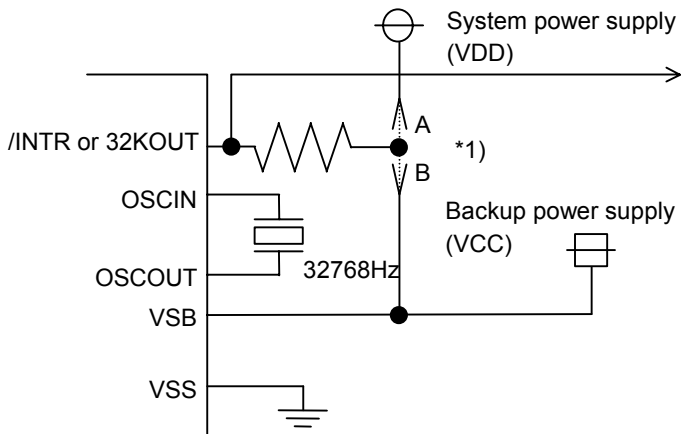 System power supply
(VDD)
A
/INTR or 32KOUT
*1)
B
OSCIN
Backup power supply
(VCC)
OSCOUT
32768Hz
VSB
VSS